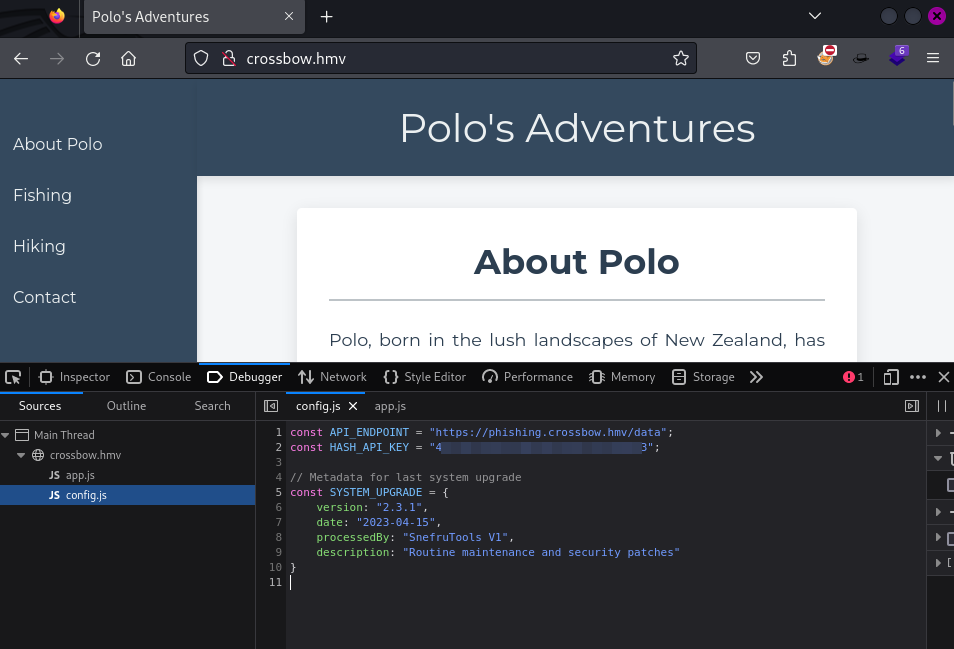 Polo's Adventures
crossbow.hmv
6
About Polo
Fishing
Hiking
Contact
Polo's Adventures
About Polo
Polo, born in the lush landscapes of New Zealand, has
Inspector Console Debugger Network Style Editor Performance Memory Storage 1
Sources Outline Search
config.js app.js
Main Thread
crossbow.hmv
JS app.js
JS config.js
1 const API_ENDPOINT = "https://phishing.crossbow.hmv/data";
2 const HASH_API_KEY = "4 3";
3
4 // Metadata for last system upgrade
5 const SYSTEM_UPGRADE = {
6 version: "2.3.1",
7 date: "2023-04-15",
8 processedBy: "SnefruTools V1",
9 description: "Routine maintenance and security patches"
10 }
11